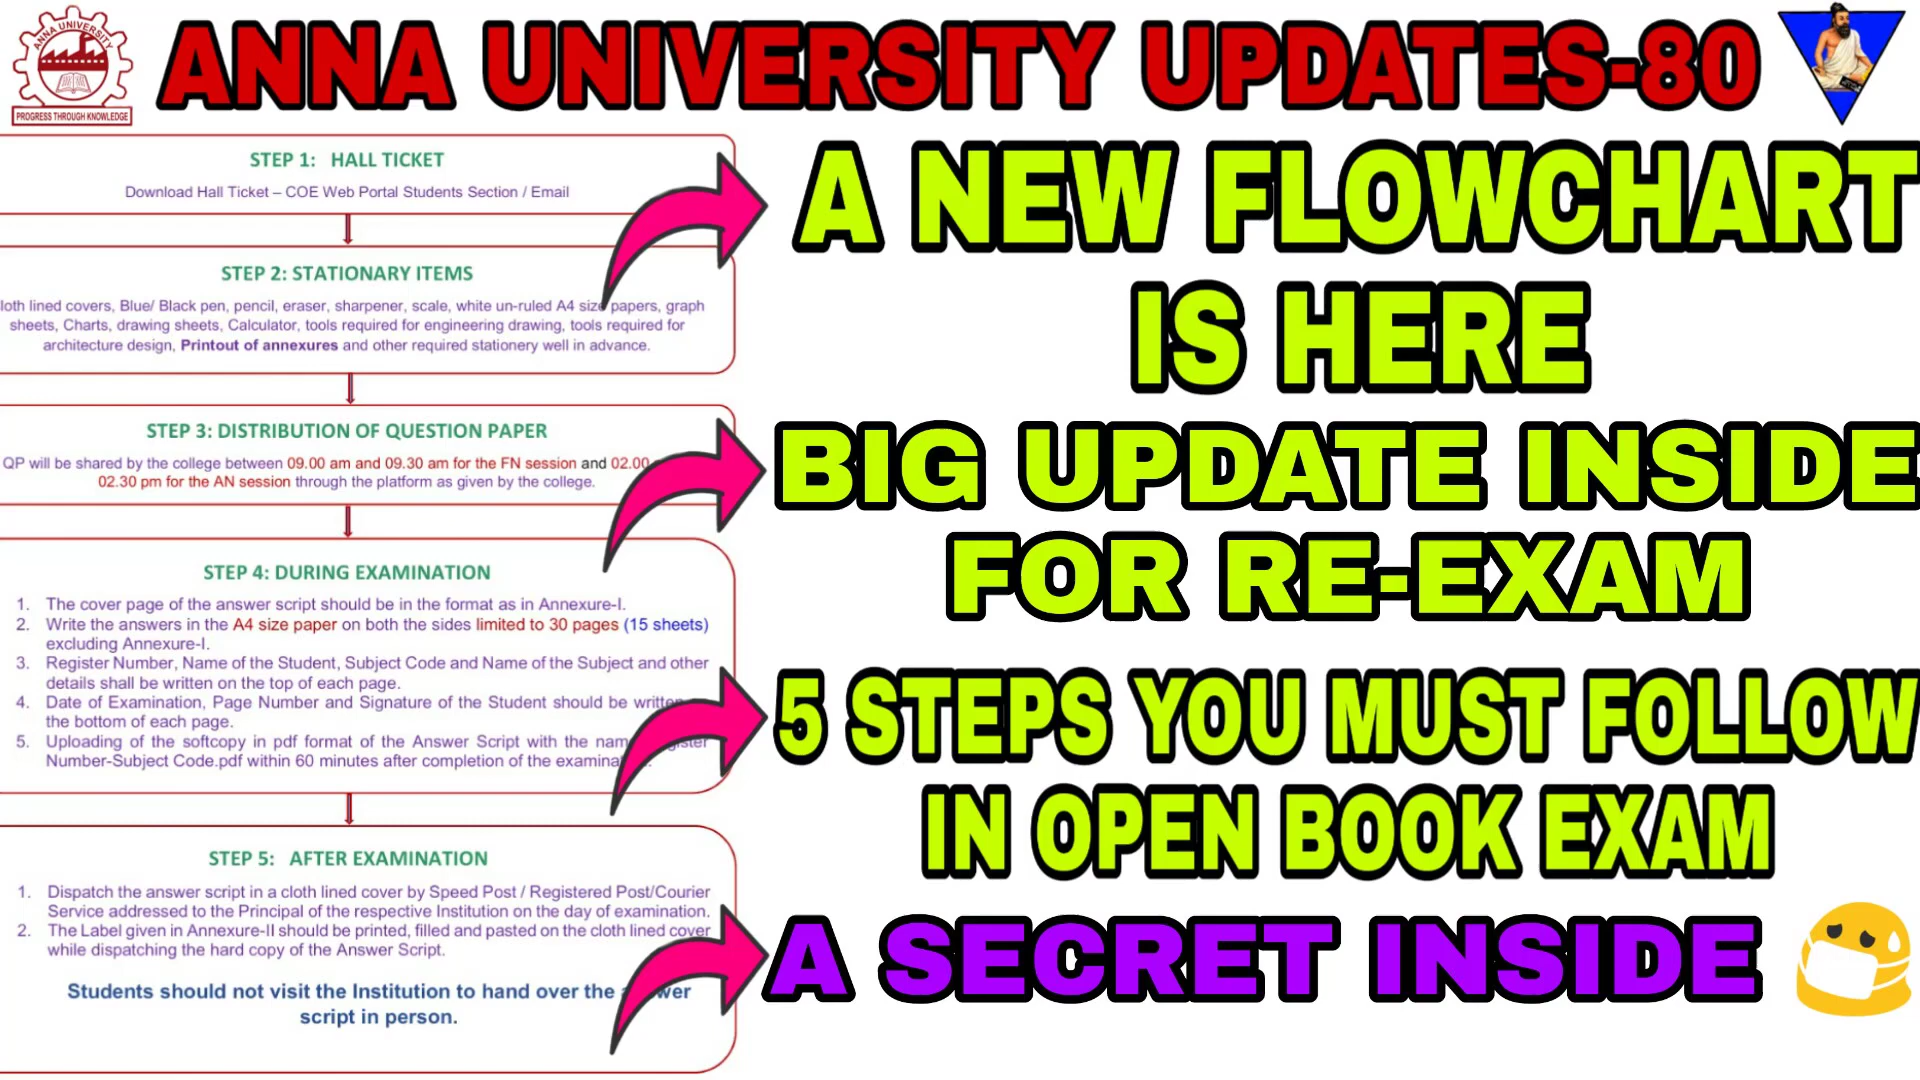 ANNA UNIVERSITY
PROGRESS THROUGH KNOWLEDGE
ANNA UNIVERSITY UPDATES-80
STEP 1: HALL TICKET
Download Hall Ticket – COE Web Portal Students Section / Email
STEP 2: STATIONARY ITEMS
loth lined covers, Blue/ Black pen, pencil, eraser, sharpener, scale, white un-ruled A4 size papers, graph
sheets, Charts, drawing sheets, Calculator, tools required for engineering drawing, tools required for
architecture design, Printout of annexures and other required stationery well in advance.
STEP 3: DISTRIBUTION OF QUESTION PAPER
QP will be shared by the college between 09.00 am and 09.30 am for the FN session and 02.00
02.30 pm for the AN session through the platform as given by the college.
STEP 4: DURING EXAMINATION
1. The cover page of the answer script should be in the format as in Annexure-I.
2. Write the answers in the A4 size paper on both the sides limited to 30 pages (15 sheets)
excluding Annexure-I.
3. Register Number, Name of the Student, Subject Code and Name of the Subject and other
details shall be written on the top of each page.
4. Date of Examination, Page Number and Signature of the Student should be written
the bottom of each page.
5. Uploading of the softcopy in pdf format of the Answer Script with the
Number-Subject Code.pdf within 60 minutes after completion of the
STEP 5: AFTER EXAMINATION
1. Dispatch the answer script in a cloth lined cover by Speed Post / Registered Post/Courier
Service addressed to the Principal of the respective Institution on the day of examination.
2. The Label given in Annexure-II should be printed, filled and pasted on the cloth lined cover
while dispatching the hard copy of the Answer Script.
Students should not visit the Institution to hand over the
script in person.
A NEW FLOWCHART
IS HERE
BIG UPDATE INSIDE
FOR RE-EXAM
5 STEPS YOU MUST FOLLOW
IN OPEN BOOK EXAM
A SECRET INSIDE